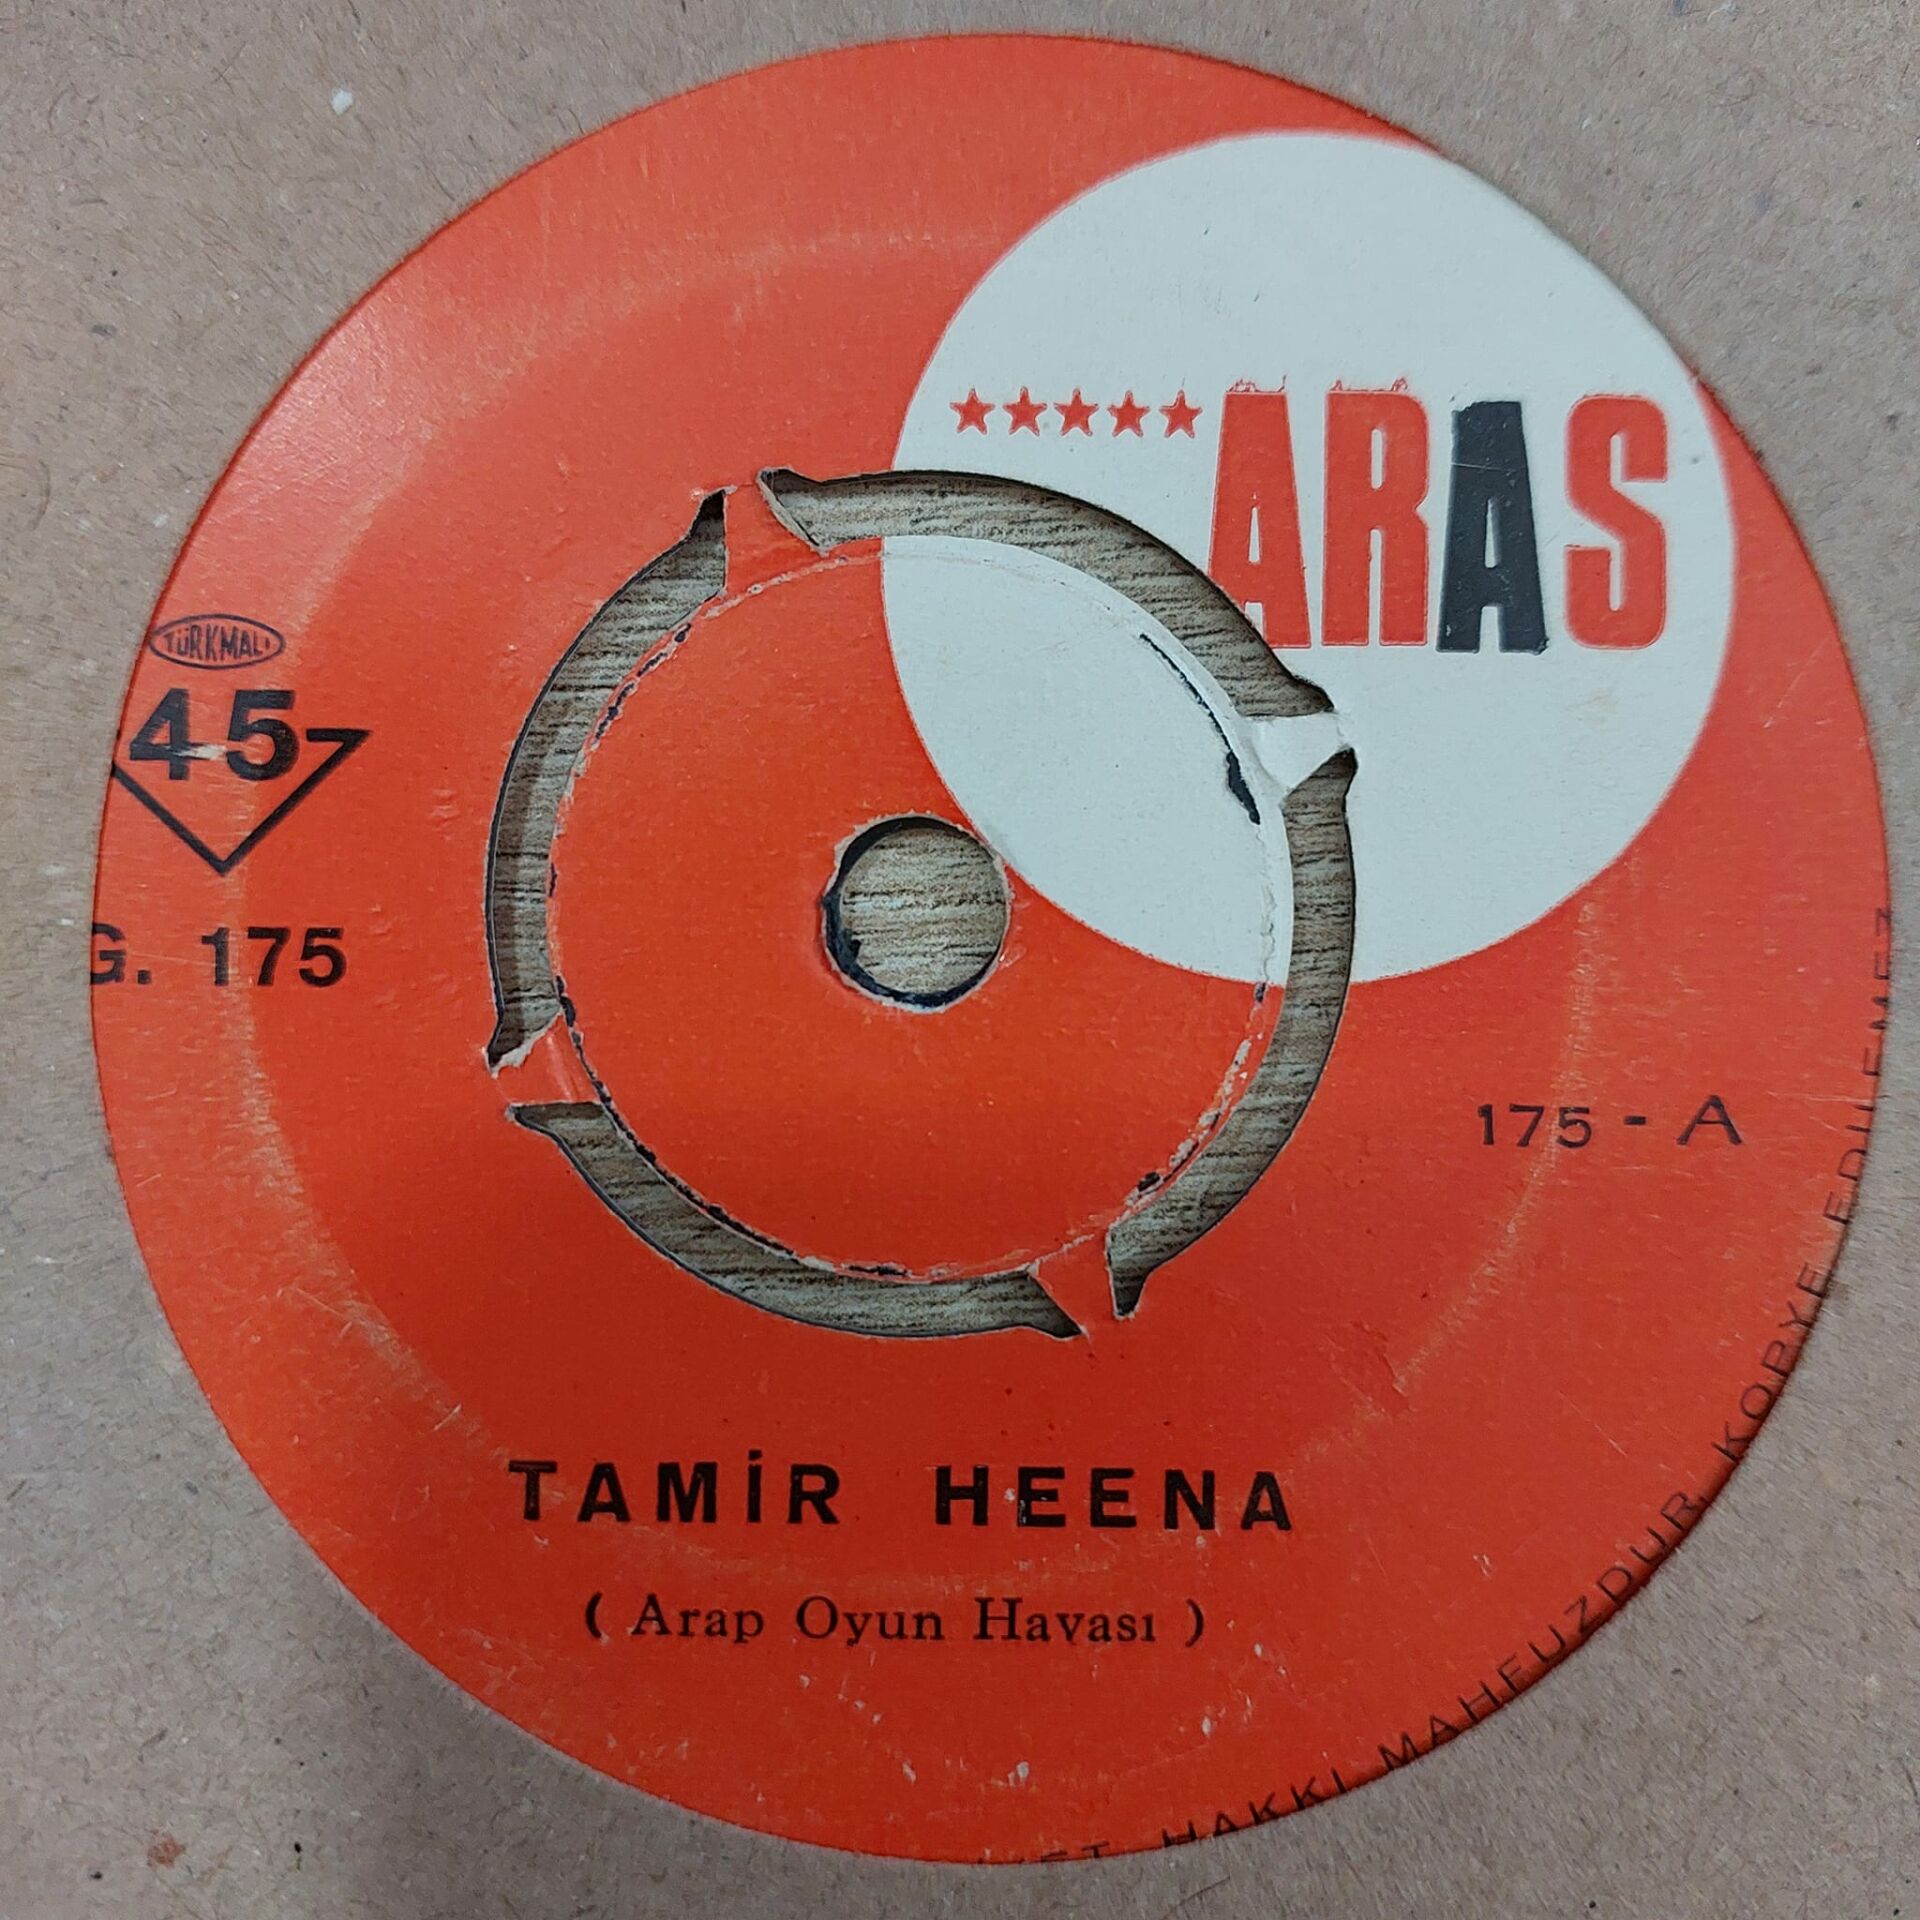 ★★★★★ARAS
TÜRKMALI
45
G. 175
175 - A
TAMİR HEENA
( Arap Oyun Havası )
HAKKI MAHFUZDUR KOPYE EDİLEMEZ